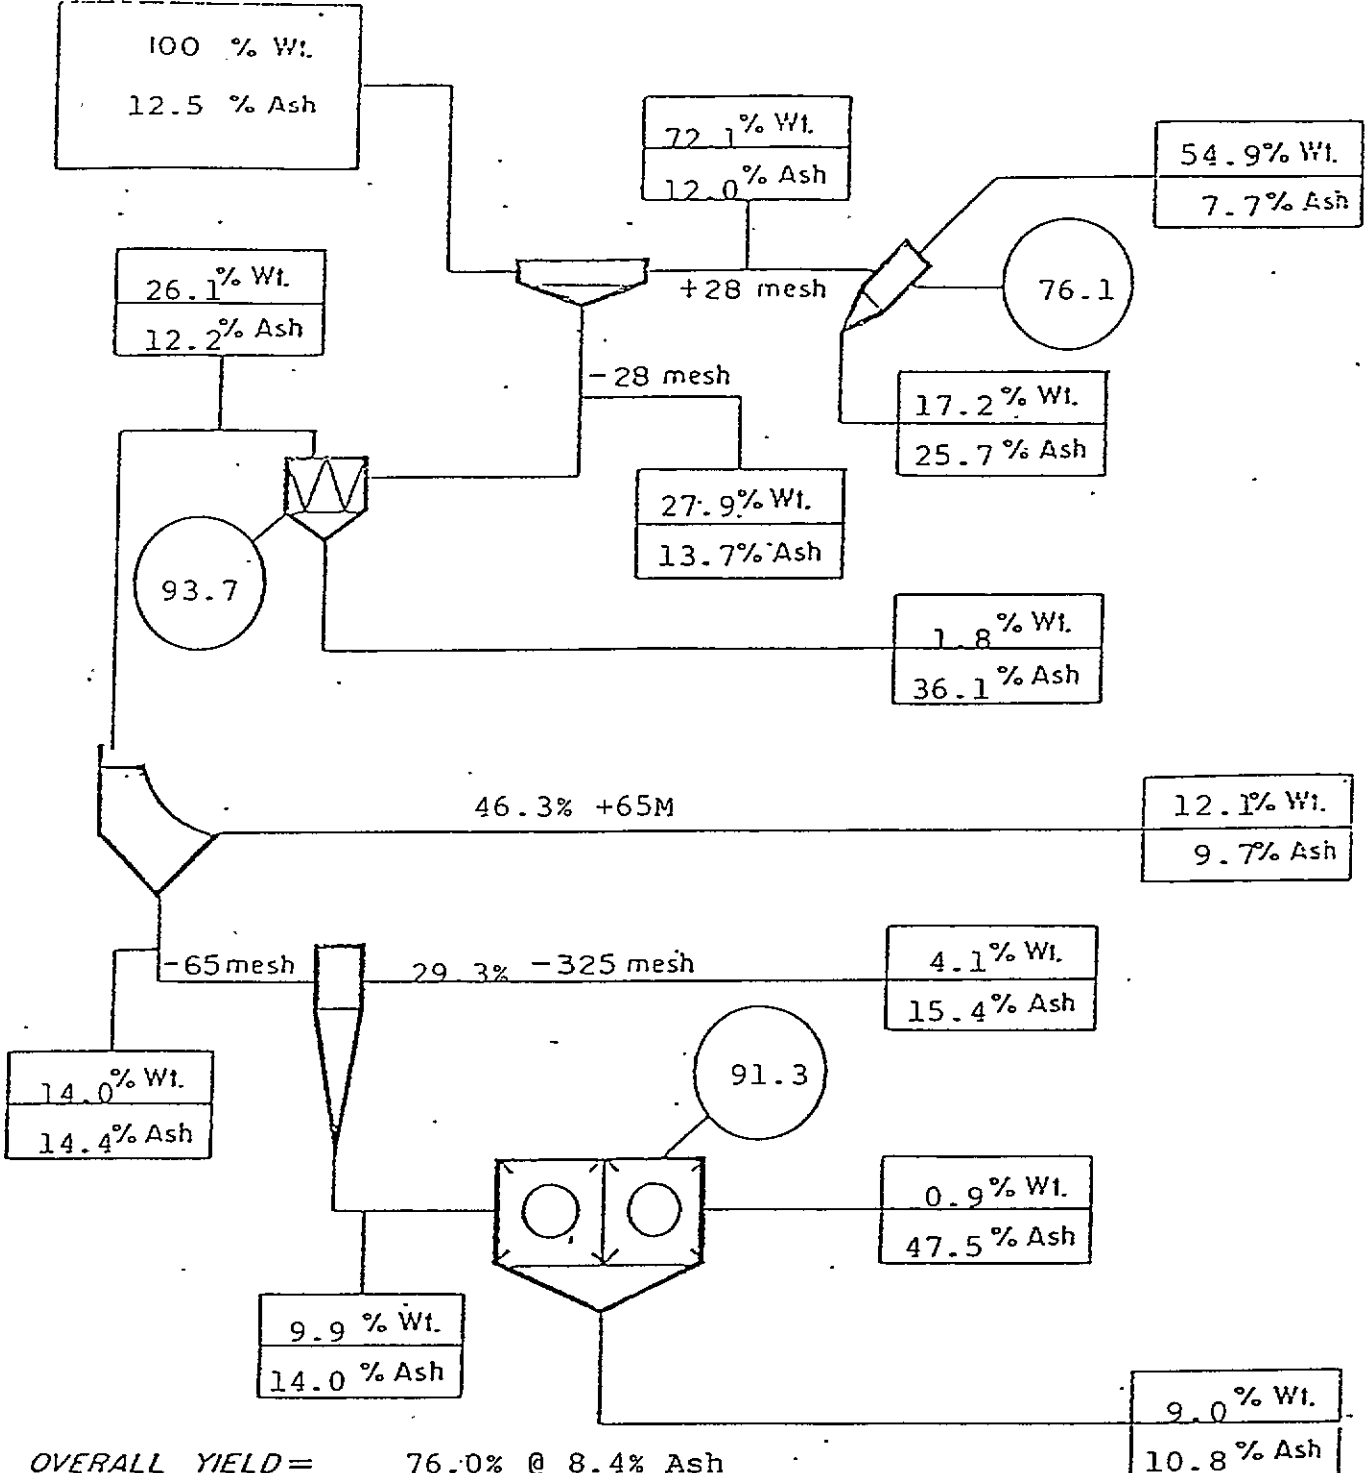 100 % Wt.
12.5 % Ash
72.1 % Wt.
12.0 % Ash
54.9% Wt.
7.7% Ash
26.1 % Wt.
12.2 % Ash
+28 mesh
76.1
-28 mesh
17.2 % Wt.
25.7 % Ash
27.9% Wt.
13.7% Ash
93.7
1.8 % Wt.
36.1 % Ash
46.3% +65M
12.1% Wt.
9.7% Ash
-65 mesh
29.3% -325 mesh
4.1 % Wt.
15.4 % Ash
14.0 % Wt.
14.4 % Ash
91.3
0.9 % Wt.
47.5 % Ash
9.9 % Wt.
14.0 % Ash
9.0 % Wt.
10.8 % Ash
OVERALL YIELD = 76.0% @ 8.4% Ash